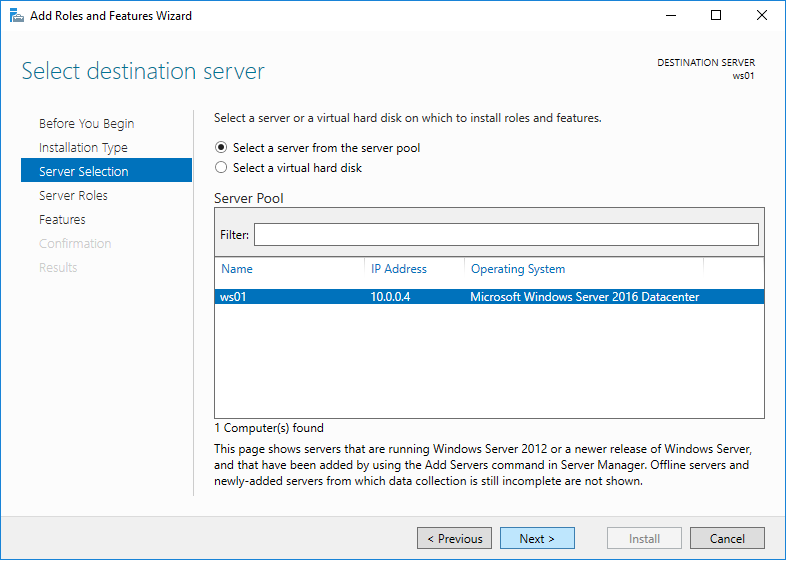 Add Roles and Features Wizard
Select destination server
DESTINATION SERVER
ws01
Before You Begin
Installation Type
Server Selection
Server Roles
Features
Confirmation
Results
Select a server or a virtual hard disk on which to install roles and features.
Select a server from the server pool
Select a virtual hard disk
Server Pool
Filter:
Name IP Address Operating System
ws01 10.0.0.4 Microsoft Windows Server 2016 Datacenter
1 Computer(s) found
This page shows servers that are running Windows Server 2012 or a newer release of Windows Server,
and that have been added by using the Add Servers command in Server Manager. Offline servers and
newly-added servers from which data collection is still incomplete are not shown.
< Previous Next > Install Cancel